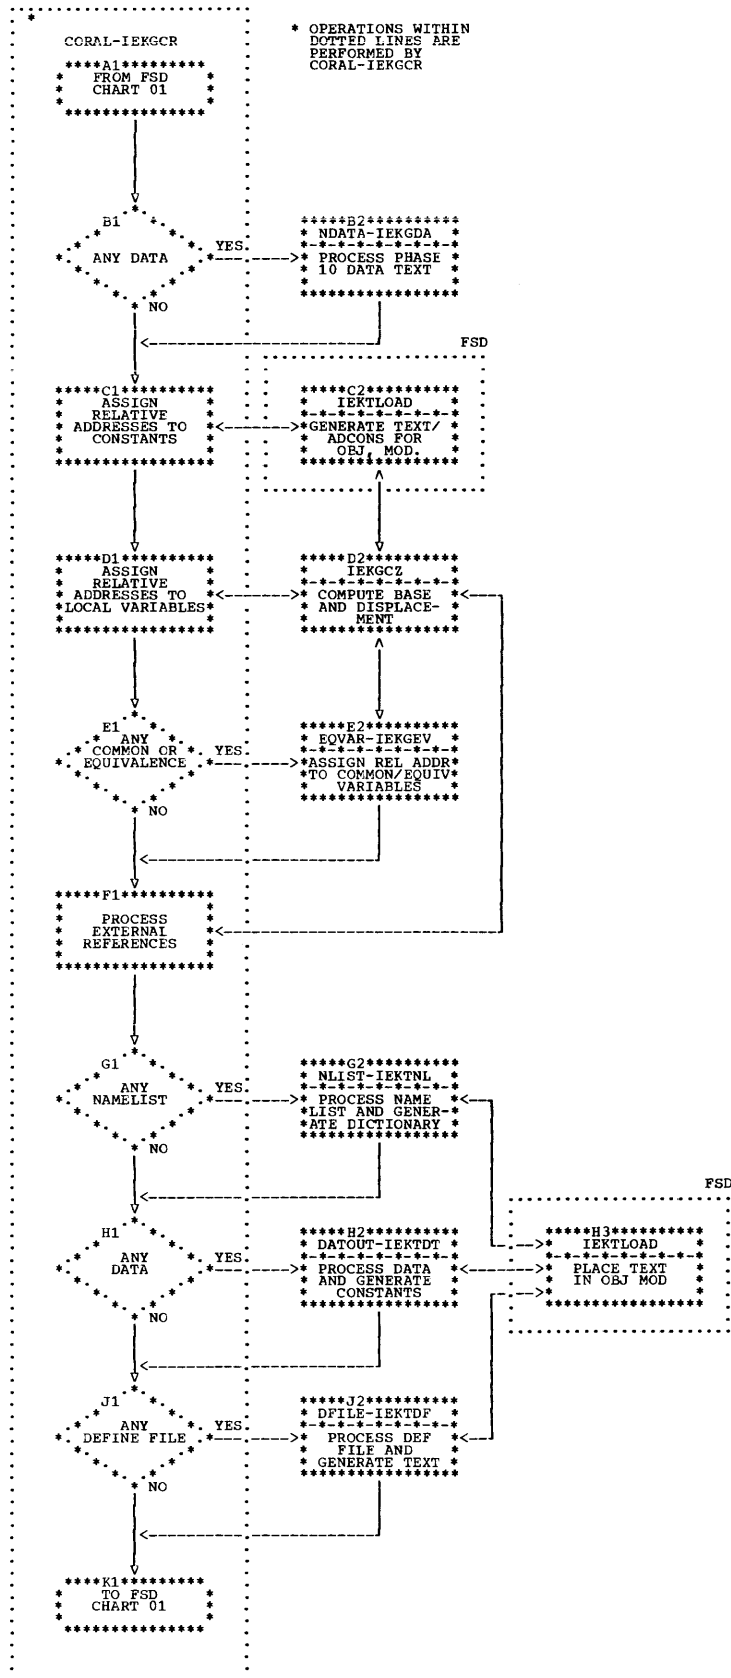 *
CORAL-IEKGCR
* OPERATIONS WITHIN
DOTTED LINES ARE
PERFORMED BY
CORAL-IEKGCR
A1
FROM FSD
CHART 01
B1
ANY DATA
YES
NO
B2
NDATA-IEKGDA
PROCESS PHASE
10 DATA TEXT
FSD
C1
ASSIGN
RELATIVE
ADDRESSES TO
CONSTANTS
C2
IEKTLOAD
GENERATE TEXT/
ADCONS FOR
OBJ, MOD.
D1
ASSIGN
RELATIVE
ADDRESSES TO
LOCAL VARIABLES
D2
IEKGCZ
COMPUTE BASE
AND DISPLACE-
MENT
E1
ANY
COMMON OR
EQUIVALENCE
YES
NO
E2
EQVAR-IEKGEV
ASSIGN REL ADDR
TO COMMON/EQUIV
VARIABLES
F1
PROCESS
EXTERNAL
REFERENCES
G1
ANY
NAMELIST
YES
NO
G2
NLIST-IEKTNL
PROCESS NAME
LIST AND GENER-
ATE DICTIONARY
FSD
H1
ANY
DATA
YES
NO
H2
DATOUT-IEKTDT
PROCESS DATA
AND GENERATE
CONSTANTS
H3
IEKTLOAD
PLACE TEXT
IN OBJ MOD
J1
ANY
DEFINE FILE
YES
NO
J2
DFILE-IEKTDF
PROCESS DEF
FILE AND
GENERATE TEXT
K1
TO FSD
CHART 01